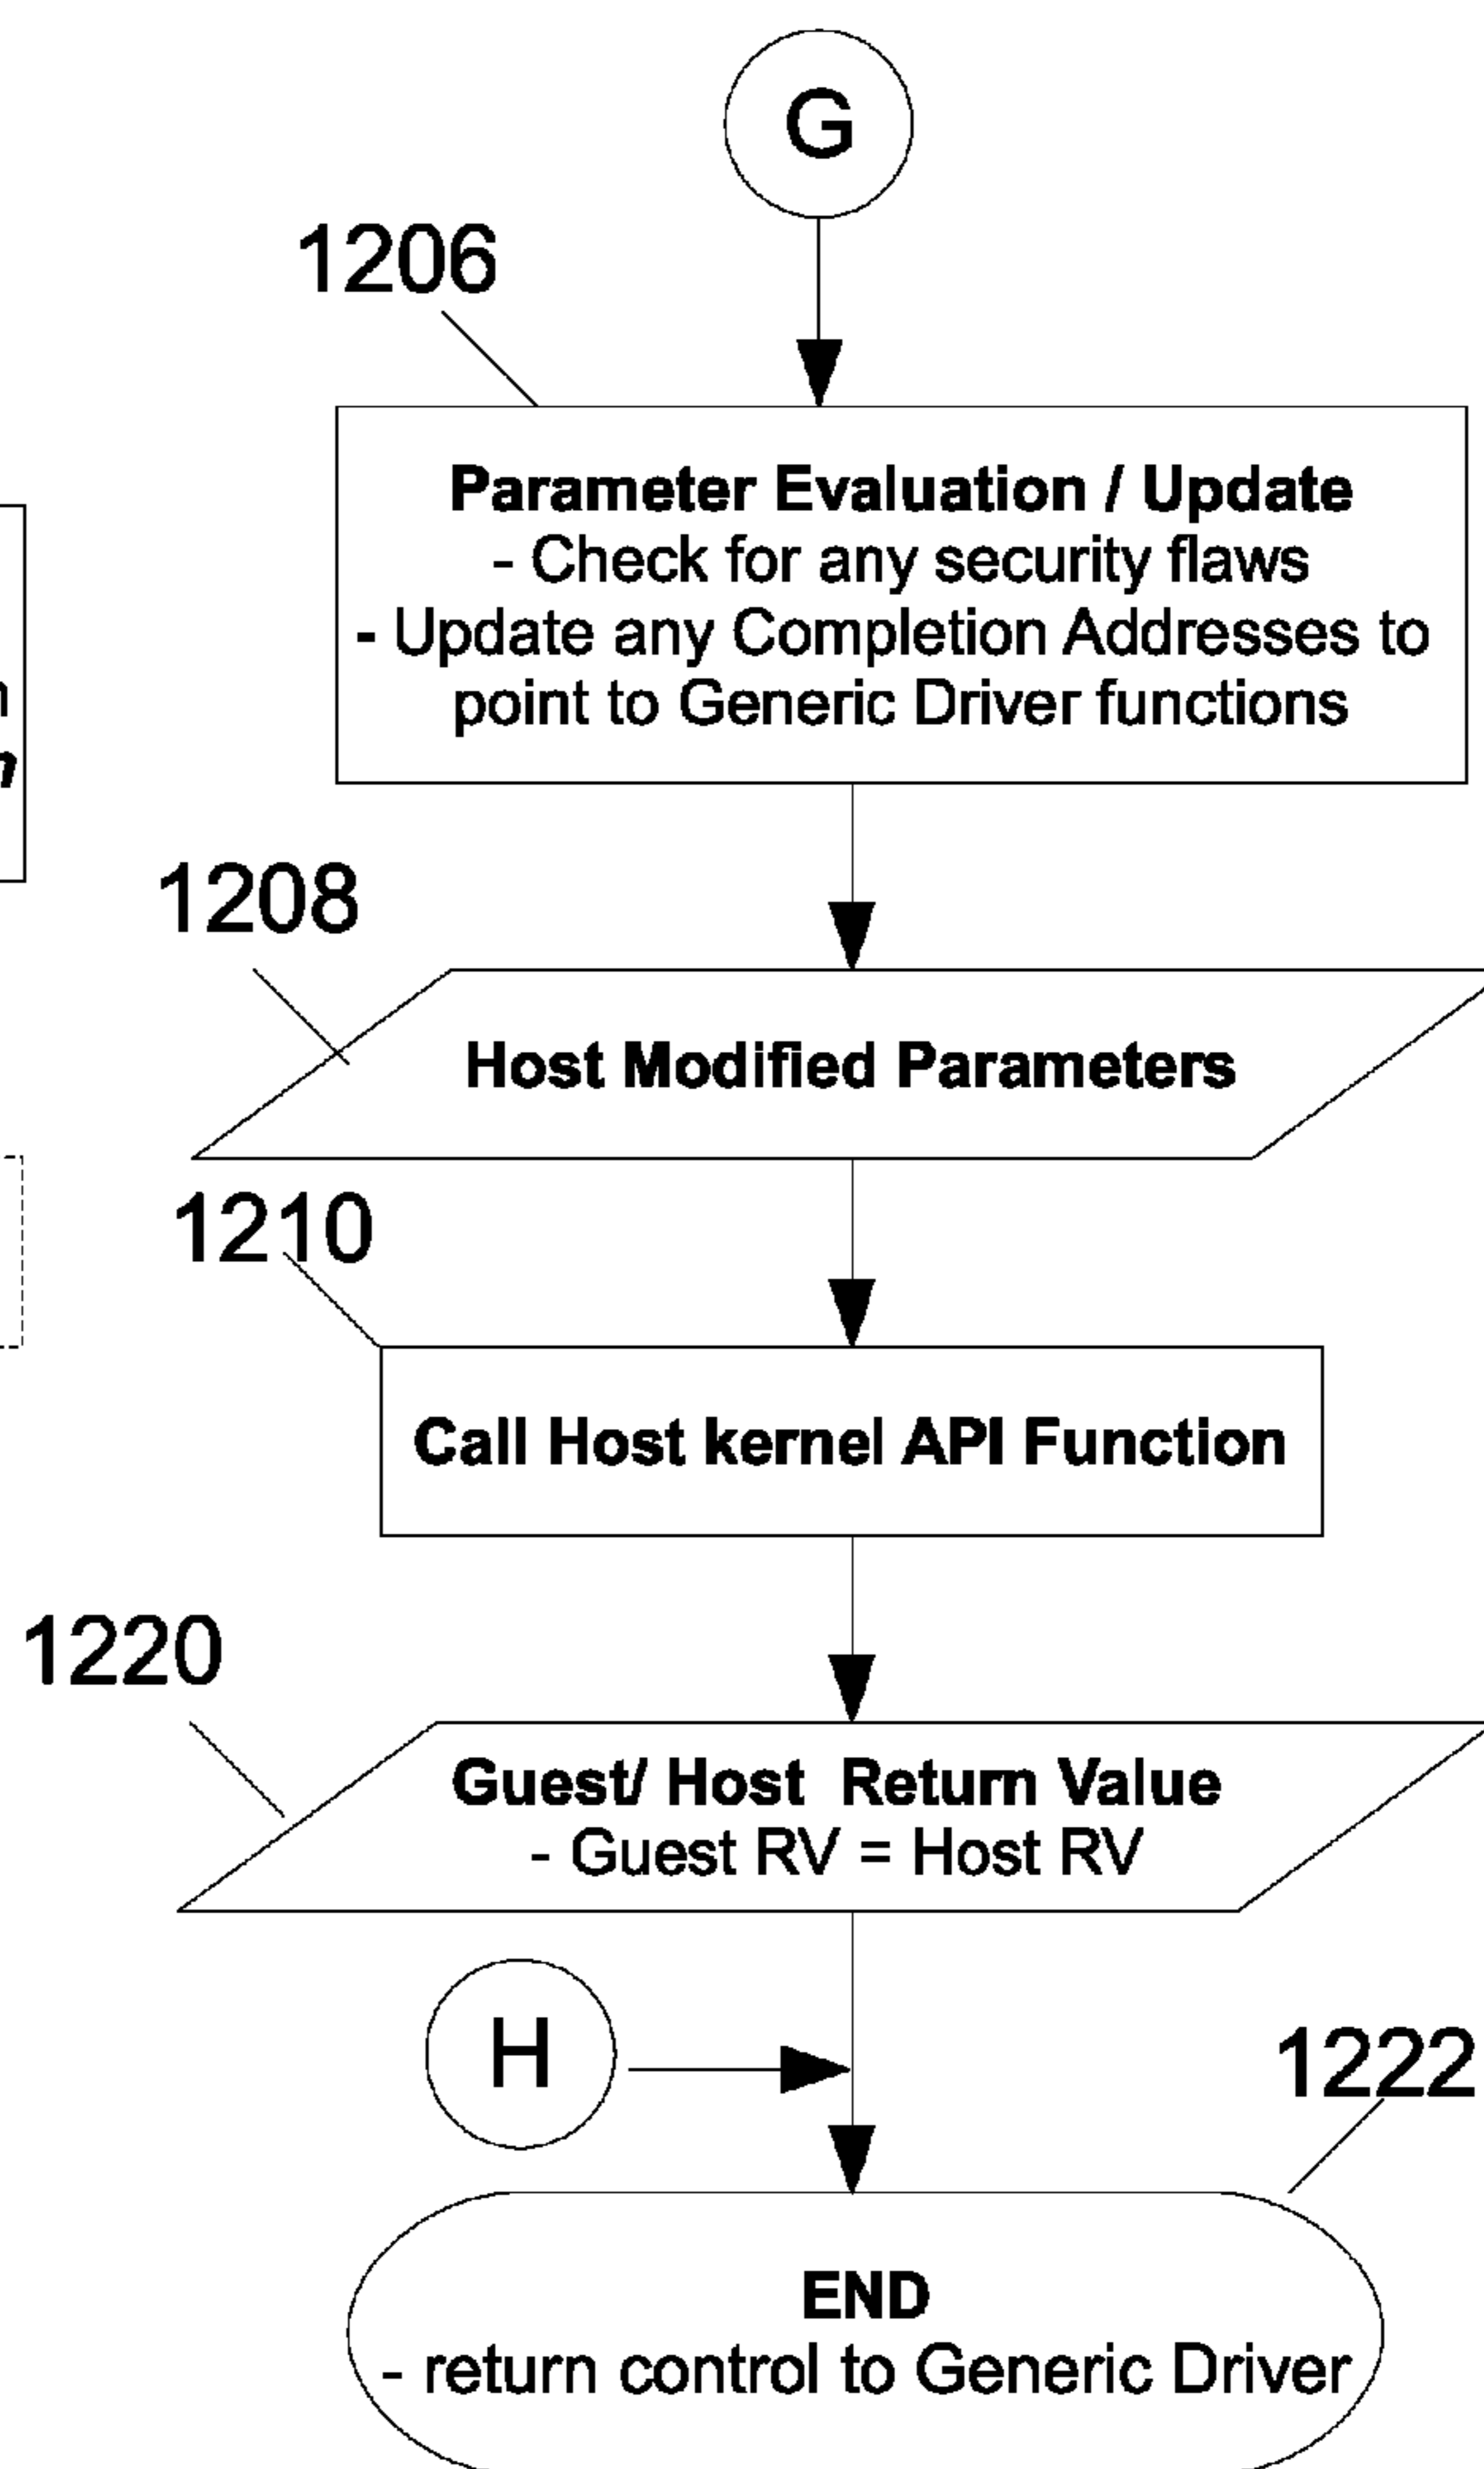 G
1206
Parameter Evaluation / Update
- Check for any security flaws
- Update any Completion Addresses to
point to Generic Driver functions
1208
Host Modified Parameters
1210
Call Host kernel API Function
1220
Guest/ Host Return Value
- Guest RV = Host RV
H
1222
END
- return control to Generic Driver